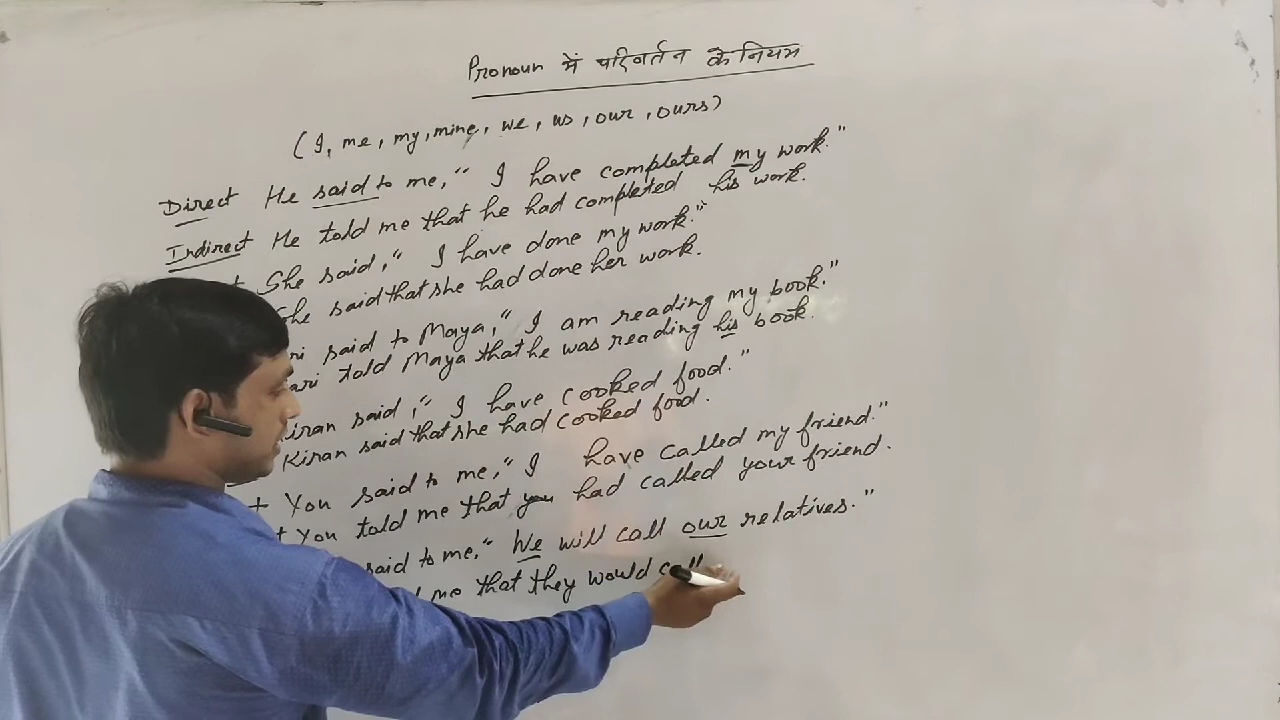 Pronoun में परिवर्तन के नियम
(I, me, my, mine, we, us, our, ours)
Direct He said to me, " I have completed my work."
Indirect He told me that he had completed his work.
She said, " I have done my work."
She said that she had done her work.
said to Maya, " I am reading my book."
told Maya that he was reading his book.
Kiran said, " I have cooked food."
Kiran said that she had cooked food.
You said to me, " I have called my friend."
You told me that you had called your friend.
said to me, " We will call our relatives."
me that they would call